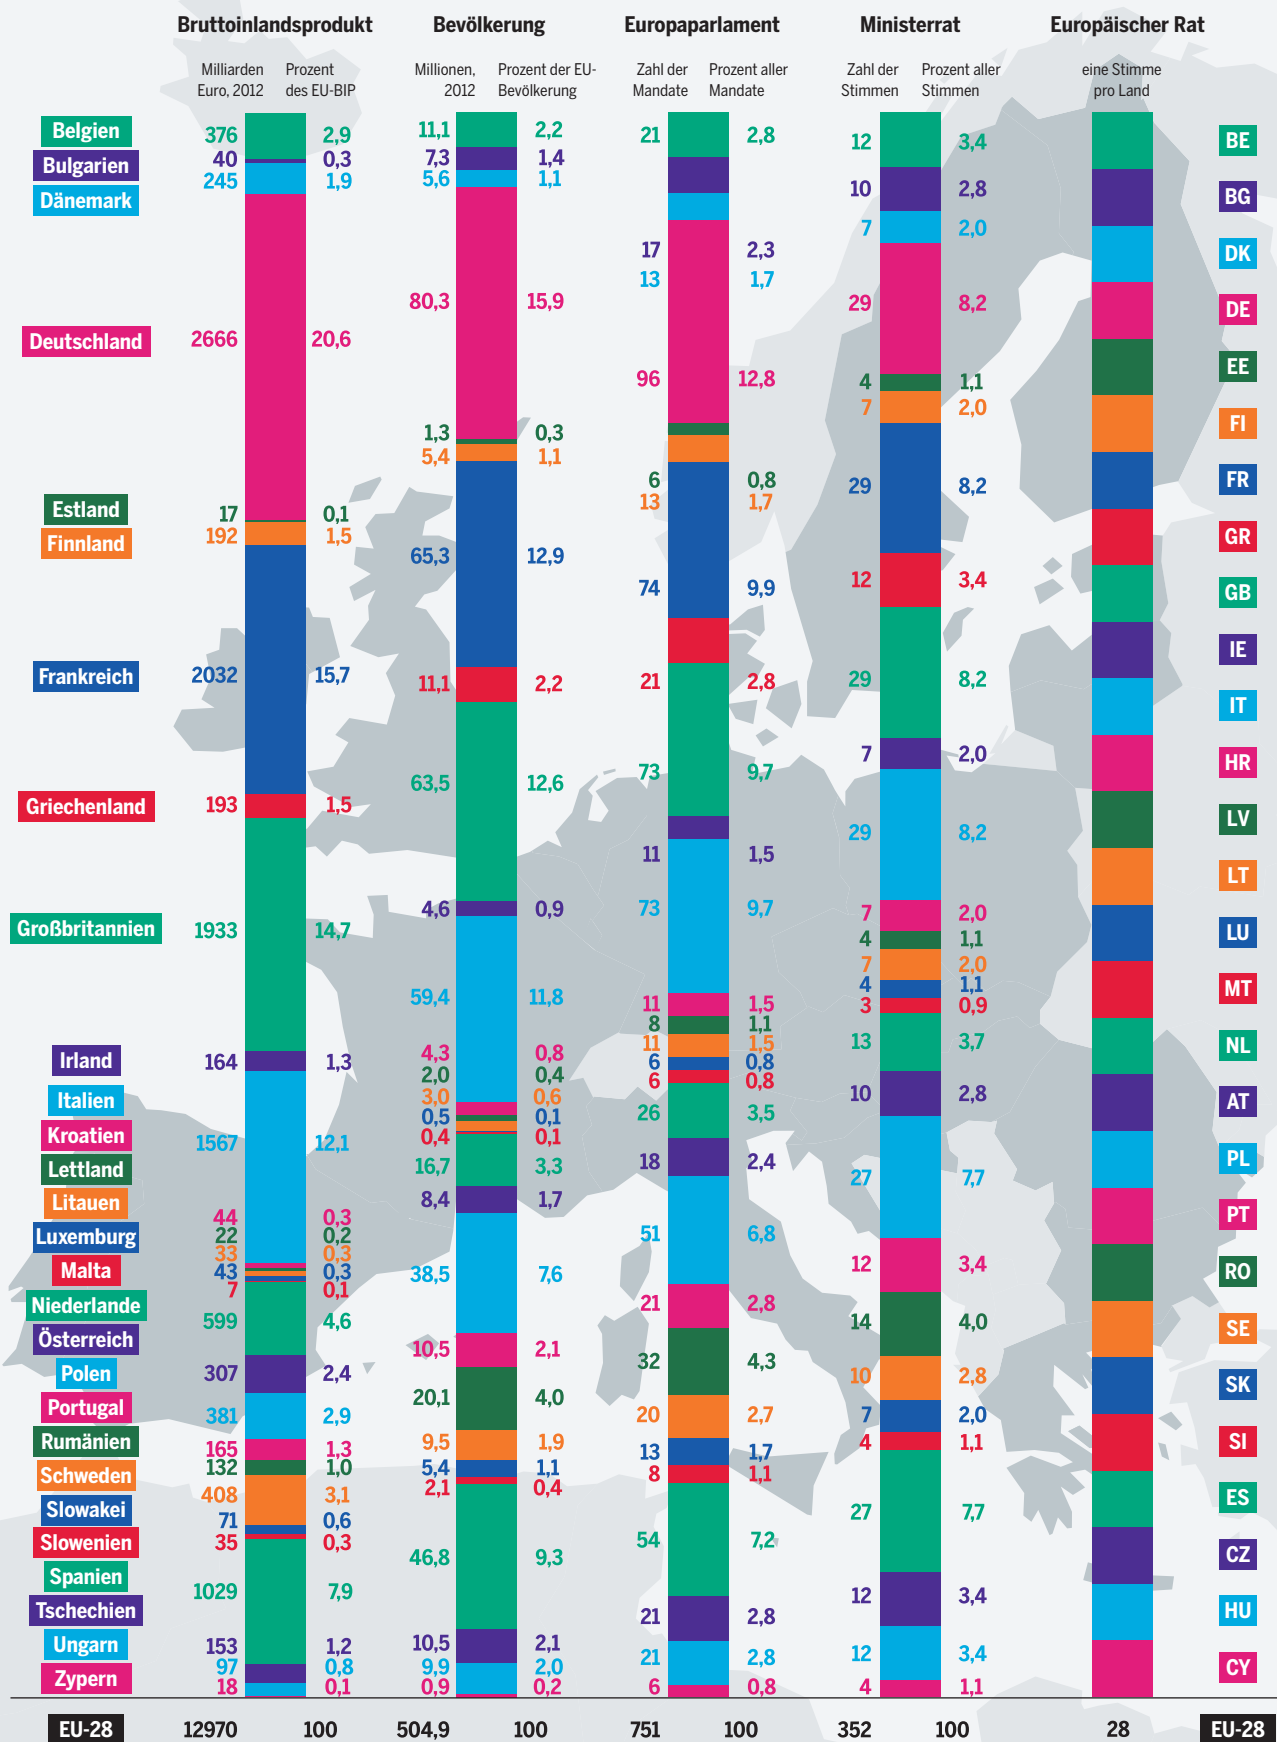 Bruttoinlandsprodukt Bevölkerung Europaparlament Ministerrat Europäischer Rat
Milliarden Prozent Millionen, Prozent der EU- Zahl der Prozent aller Zahl der Prozent aller eine Stimme
Euro, 2012 des EU-BIP 2012 Bevölkerung Mandate Mandate Stimmen Stimmen pro Land
Belgien 376 2,9 11,1 2,2 21 2,8 12 3,4 BE
Bulgarien 40 0,3 7,3 1,4 17 2,3 10 2,8 BG
Dänemark 245 1,9 5,6 1,1 13 1,7 7 2,0 DK
Deutschland 2666 20,6 80,3 15,9 96 12,8 29 8,2 DE
Estland 17 0,1 1,3 0,3 6 0,8 4 1,1 EE
Finnland 192 1,5 5,4 1,1 13 1,7 7 2,0 FI
Frankreich 2032 15,7 65,3 12,9 74 9,9 29 8,2 FR
Griechenland 193 1,5 11,1 2,2 21 2,8 12 3,4 GR
Großbritannien 1933 14,7 63,5 12,6 73 9,7 29 8,2 GB
Irland 164 1,3 4,6 0,9 11 1,5 7 2,0 IE
Italien 1567 12,1 59,4 11,8 73 9,7 29 8,2 IT
Kroatien 44 0,3 4,3 0,8 11 1,5 7 2,0 HR
Lettland 22 0,2 2,0 0,4 8 1,1 4 1,1 LV
Litauen 33 0,3 3,0 0,6 11 1,5 7 2,0 LT
Luxemburg 43 0,3 0,5 0,1 6 0,8 4 1,1 LU
Malta 7 0,1 0,4 0,1 6 0,8 3 0,9 MT
Niederlande 599 4,6 16,7 3,3 26 3,5 13 3,7 NL
Österreich 307 2,4 8,4 1,7 18 2,4 10 2,8 AT
Polen 381 2,9 38,5 7,6 51 6,8 27 7,7 PL
Portugal 165 1,3 10,5 2,1 21 2,8 12 3,4 PT
Rumänien 132 1,0 20,1 4,0 32 4,3 14 4,0 RO
Schweden 408 3,1 9,5 1,9 20 2,7 10 2,8 SE
Slowakei 71 0,6 5,4 1,1 13 1,7 7 2,0 SK
Slowenien 35 0,3 2,1 0,4 8 1,1 4 1,1 SI
Spanien 1029 7,9 46,8 9,3 54 7,2 27 7,7 ES
Tschechien 153 1,2 10,5 2,1 21 2,8 12 3,4 CZ
Ungarn 97 0,8 9,9 2,0 21 2,8 12 3,4 HU
Zypern 18 0,1 0,9 0,2 6 0,8 4 1,1 CY
EU-28 12970 100 504,9 100 751 100 352 100 28 EU-28